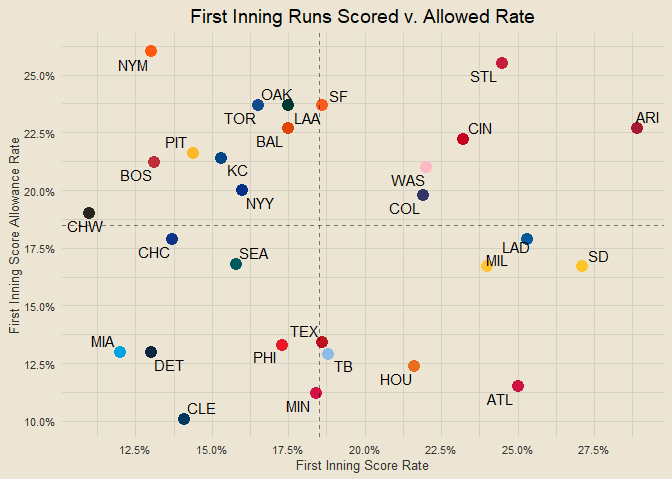 First Inning Runs Scored v. Allowed Rate
First Inning Score Allowance Rate
25.0%
22.5%
20.0%
17.5%
15.0%
12.5%
10.0%
NYM
STL
OAK
SF
TOR
LAA
ARI
BAL
CIN
PIT
BOS
KC
WAS
NYY
COL
CHW
CHC
SEA
LAD
MIL
SD
MIA
DET
TEX
PHI
TB
HOU
ATL
MIN
CLE
12.5%
15.0%
17.5%
20.0%
22.5%
25.0%
27.5%
First Inning Score Rate